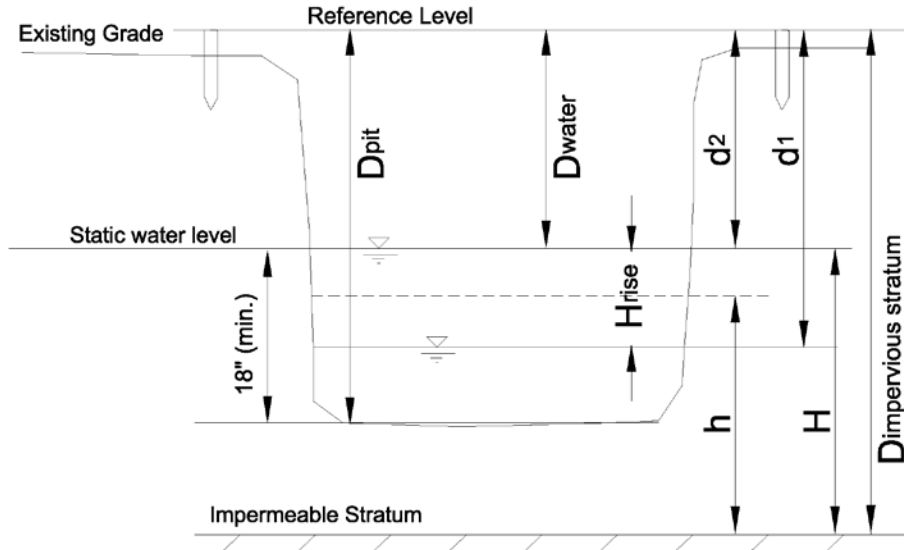 Reference Level
Existing Grade
Dpit
Dwater
d2
d1
Static water level
Hrise
18" (min.)
h
H
Dimpervious stratum
Impermeable Stratum